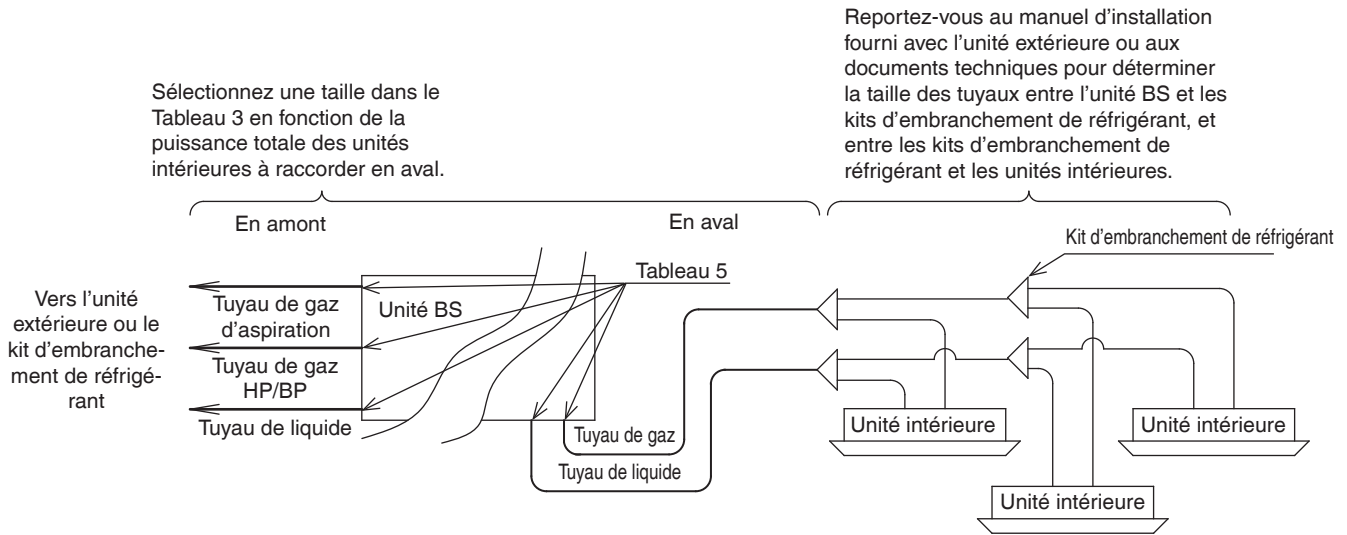 Reportez-vous au manuel d'installation
fourni avec l'unité extérieure ou aux
documents techniques pour déterminer
la taille des tuyaux entre l'unité BS et les
kits d'embranchement de réfrigérant, et
entre les kits d'embranchement de
réfrigérant et les unités intérieures.
Sélectionnez une taille dans le
Tableau 3 en fonction de la
puissance totale des unités
intérieures à raccorder en aval.
En amont
En aval
Kit d'embranchement de réfrigérant
Tableau 5
Vers l'unité
extérieure ou le
kit d'embranche-
ment de réfrigé-
rant
Tuyau de gaz
d'aspiration
Unité BS
Tuyau de gaz
HP/BP
Tuyau de liquide
Tuyau de gaz
Tuyau de liquide
Unité intérieure
Unité intérieure
Unité intérieure